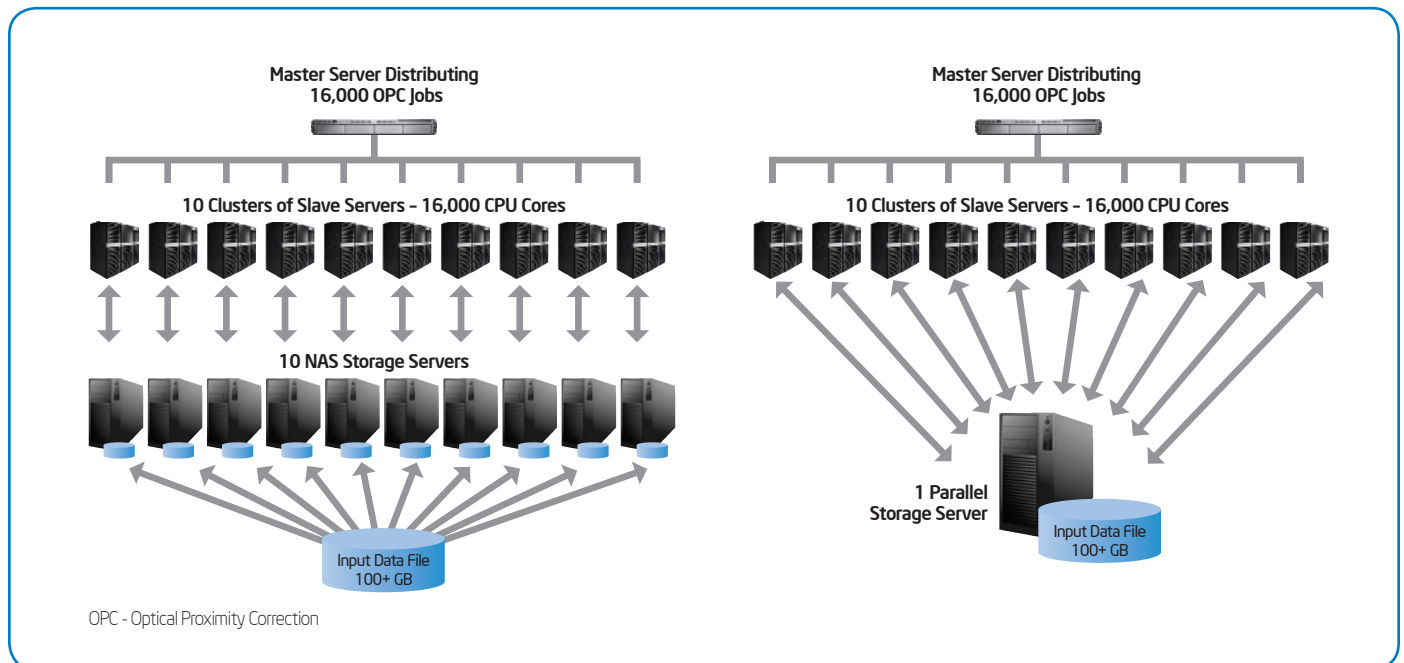 Master Server Distributing
16,000 OPC Jobs
10 Clusters of Slave Servers – 16,000 CPU Cores
10 NAS Storage Servers
Input Data File
100+ GB
OPC - Optical Proximity Correction
Master Server Distributing
16,000 OPC Jobs
10 Clusters of Slave Servers – 16,000 CPU Cores
1 Parallel
Storage Server
Input Data File
100+ GB